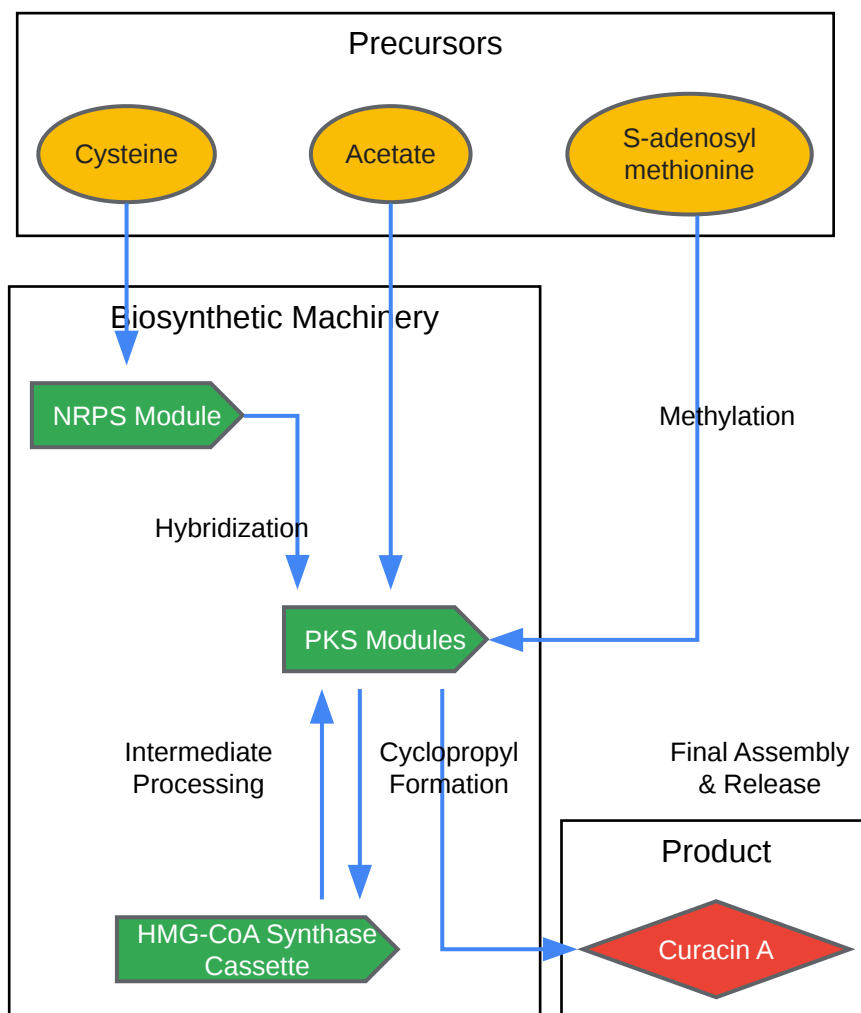 Precursors
Cysteine
Acetate
S-adenosyl
methionine
Biosynthetic Machinery
NRPS Module
Methylation
Hybridization
PKS Modules
Intermediate
Processing
Cyclopropyl
Formation
Final Assembly
& Release
Product
HMG-CoA Synthase
Cassette
Curacin A